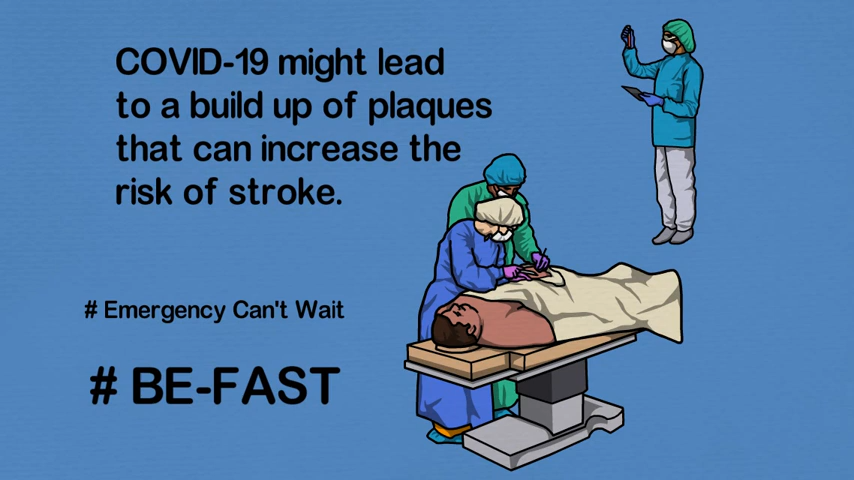 COVID-19 might lead
to a build up of plaques
that can increase the
risk of stroke.
# Emergency Can't Wait
# BE-FAST